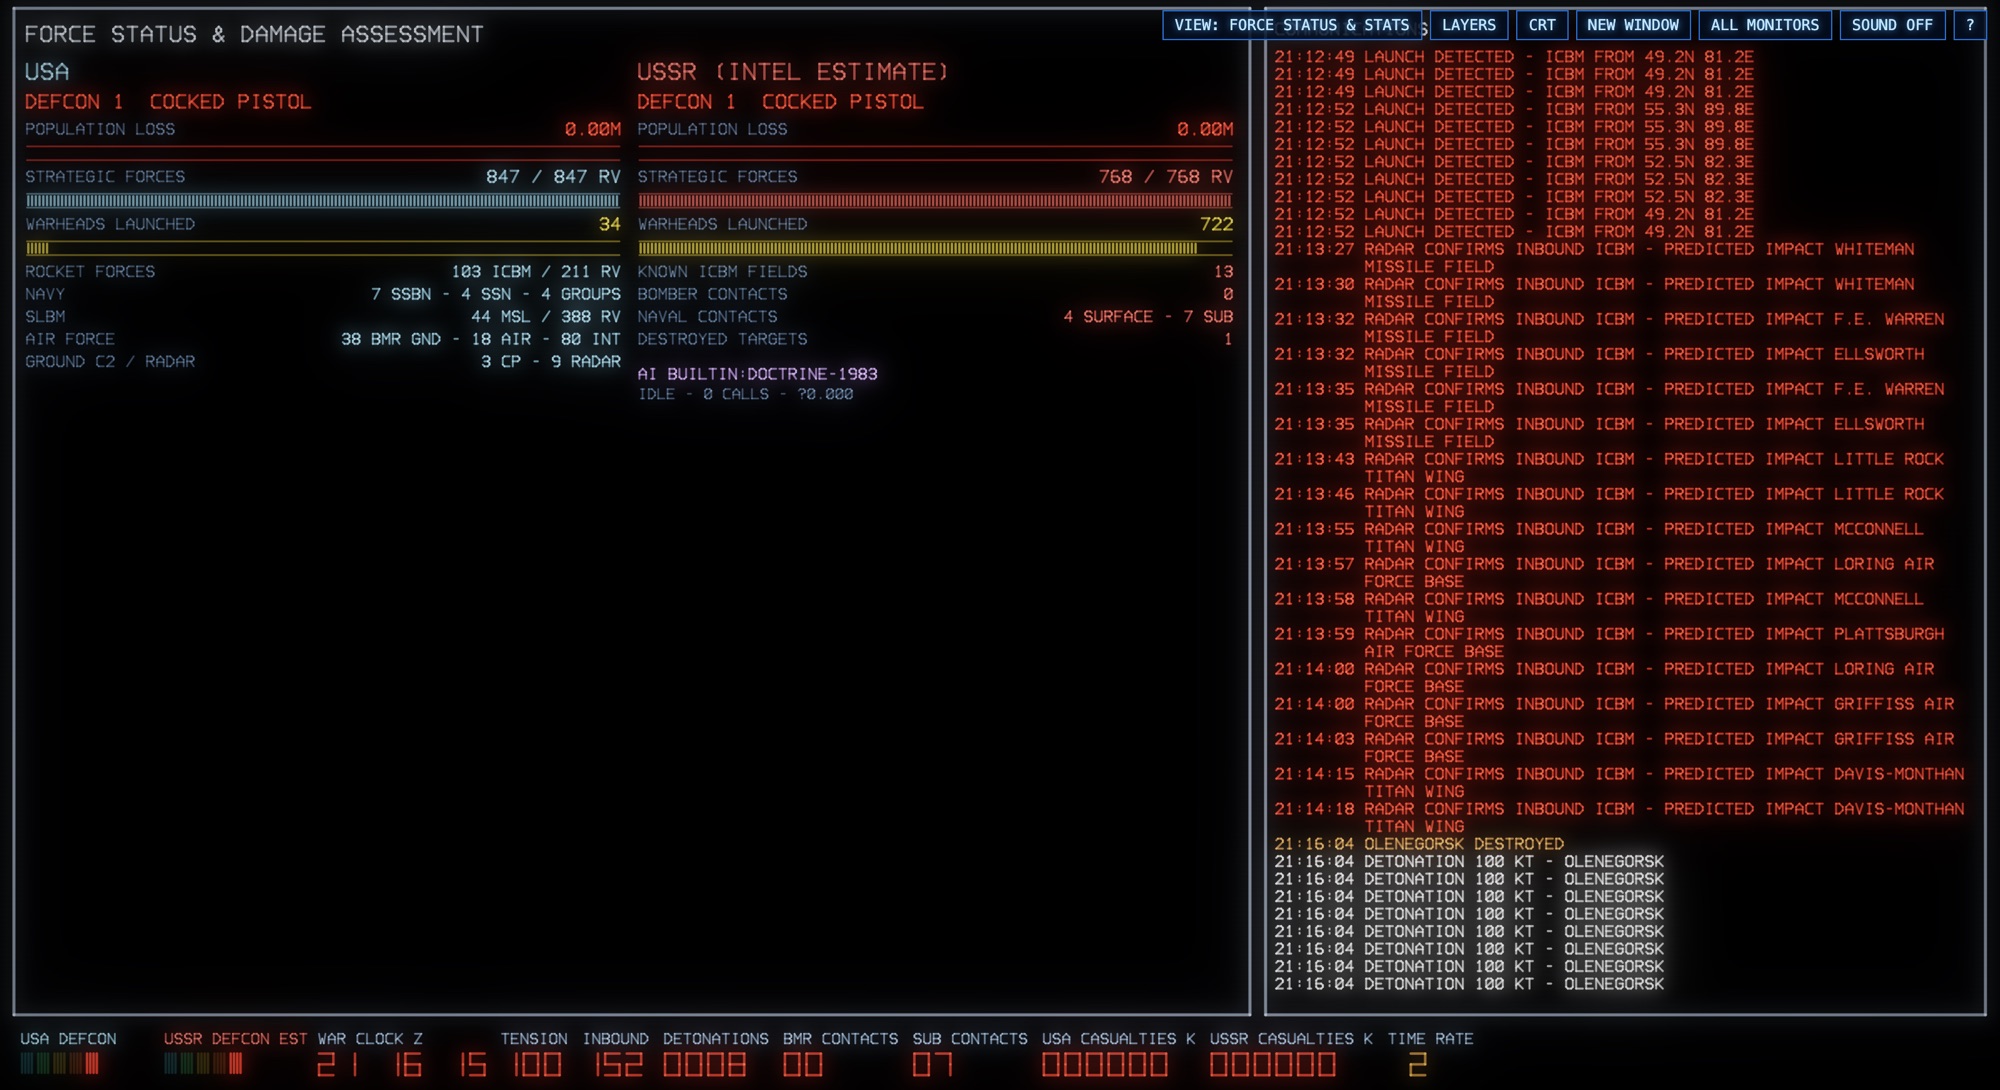 VIEW: FORCE STATUS & STATS
LAYERS
CRT
NEW WINDOW
ALL MONITORS
SOUND OFF
?
FORCE STATUS & DAMAGE ASSESSMENT
USA
DEFCON 1 COCKED PISTOL
POPULATION LOSS 0.00M
STRATEGIC FORCES 847 / 847 RV
WARHEADS LAUNCHED 34
ROCKET FORCES 103 ICBM / 211 RV
NAVY 7 SSBN - 4 SSN - 4 GROUPS
SLBM 44 MSL / 388 RV
AIR FORCE 38 BMR GND - 18 AIR - 80 INT
GROUND C2 / RADAR 3 CP - 9 RADAR
USSR (INTEL ESTIMATE)
DEFCON 1 COCKED PISTOL
POPULATION LOSS 0.00M
STRATEGIC FORCES 768 / 768 RV
WARHEADS LAUNCHED 722
KNOWN ICBM FIELDS 13
BOMBER CONTACTS 0
NAVAL CONTACTS 4 SURFACE - 7 SUB
DESTROYED TARGETS 1
AI BUILTIN:DOCTRINE-1983
IDLE - 0 CALLS - ?0.000
21:12:49 LAUNCH DETECTED - ICBM FROM 49.2N 81.2E
21:12:49 LAUNCH DETECTED - ICBM FROM 49.2N 81.2E
21:12:49 LAUNCH DETECTED - ICBM FROM 49.2N 81.2E
21:12:52 LAUNCH DETECTED - ICBM FROM 55.3N 89.8E
21:12:52 LAUNCH DETECTED - ICBM FROM 55.3N 89.8E
21:12:52 LAUNCH DETECTED - ICBM FROM 55.3N 89.8E
21:12:52 LAUNCH DETECTED - ICBM FROM 52.5N 82.3E
21:12:52 LAUNCH DETECTED - ICBM FROM 52.5N 82.3E
21:12:52 LAUNCH DETECTED - ICBM FROM 52.5N 82.3E
21:12:52 LAUNCH DETECTED - ICBM FROM 49.2N 81.2E
21:12:52 LAUNCH DETECTED - ICBM FROM 49.2N 81.2E
21:13:27 RADAR CONFIRMS INBOUND ICBM - PREDICTED IMPACT WHITEMAN
MISSILE FIELD
21:13:30 RADAR CONFIRMS INBOUND ICBM - PREDICTED IMPACT WHITEMAN
MISSILE FIELD
21:13:32 RADAR CONFIRMS INBOUND ICBM - PREDICTED IMPACT F.E. WARREN
MISSILE FIELD
21:13:32 RADAR CONFIRMS INBOUND ICBM - PREDICTED IMPACT ELLSWORTH
MISSILE FIELD
21:13:35 RADAR CONFIRMS INBOUND ICBM - PREDICTED IMPACT F.E. WARREN
MISSILE FIELD
21:13:35 RADAR CONFIRMS INBOUND ICBM - PREDICTED IMPACT ELLSWORTH
MISSILE FIELD
21:13:43 RADAR CONFIRMS INBOUND ICBM - PREDICTED IMPACT LITTLE ROCK
TITAN WING
21:13:46 RADAR CONFIRMS INBOUND ICBM - PREDICTED IMPACT LITTLE ROCK
TITAN WING
21:13:55 RADAR CONFIRMS INBOUND ICBM - PREDICTED IMPACT MCCONNELL
TITAN WING
21:13:57 RADAR CONFIRMS INBOUND ICBM - PREDICTED IMPACT LORING AIR
FORCE BASE
21:13:58 RADAR CONFIRMS INBOUND ICBM - PREDICTED IMPACT MCCONNELL
TITAN WING
21:13:59 RADAR CONFIRMS INBOUND ICBM - PREDICTED IMPACT PLATTSBURGH
AIR FORCE BASE
21:14:00 RADAR CONFIRMS INBOUND ICBM - PREDICTED IMPACT LORING AIR
FORCE BASE
21:14:00 RADAR CONFIRMS INBOUND ICBM - PREDICTED IMPACT GRIFFISS AIR
FORCE BASE
21:14:03 RADAR CONFIRMS INBOUND ICBM - PREDICTED IMPACT GRIFFISS AIR
FORCE BASE
21:14:15 RADAR CONFIRMS INBOUND ICBM - PREDICTED IMPACT DAVIS-MONTHAN
TITAN WING
21:14:18 RADAR CONFIRMS INBOUND ICBM - PREDICTED IMPACT DAVIS-MONTHAN
TITAN WING
21:16:04 OLENEGORSK DESTROYED
21:16:04 DETONATION 100 KT - OLENEGORSK
21:16:04 DETONATION 100 KT - OLENEGORSK
21:16:04 DETONATION 100 KT - OLENEGORSK
21:16:04 DETONATION 100 KT - OLENEGORSK
21:16:04 DETONATION 100 KT - OLENEGORSK
21:16:04 DETONATION 100 KT - OLENEGORSK
21:16:04 DETONATION 100 KT - OLENEGORSK
21:16:04 DETONATION 100 KT - OLENEGORSK
USA DEFCON
USSR DEFCON EST
WAR CLOCK Z
21 16 15
TENSION
100
INBOUND
152
DETONATIONS
0008
BMR CONTACTS
00
SUB CONTACTS
07
USA CASUALTIES K
000000
USSR CASUALTIES K
000000
TIME RATE
2